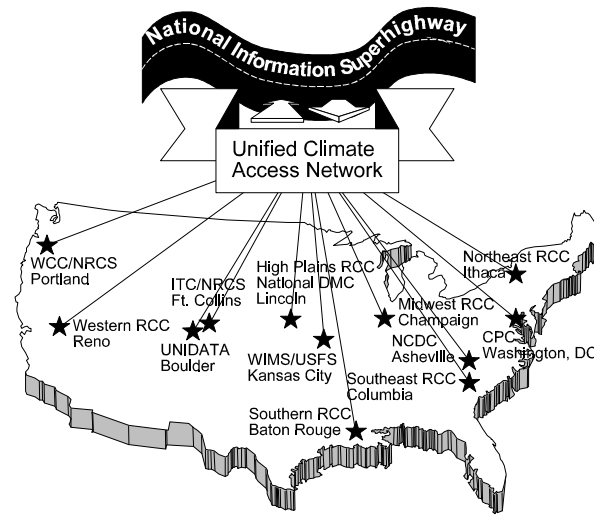 National Information Superhighway
Unified Climate
Access Network
WCC/NRCS
Portland
ITC/NRCS
Ft. Collins
High Plains RCC
National DMC
Lincoln
Northeast RCC
Ithaca
Western RCC
Reno
UNIDATA
Boulder
WIMS/USFS
Kansas City
Midwest RCC
Champaign
NCDC
Asheville
CPC
Washington, DC
Southeast RCC
Columbia
Southern RCC
Baton Rouge